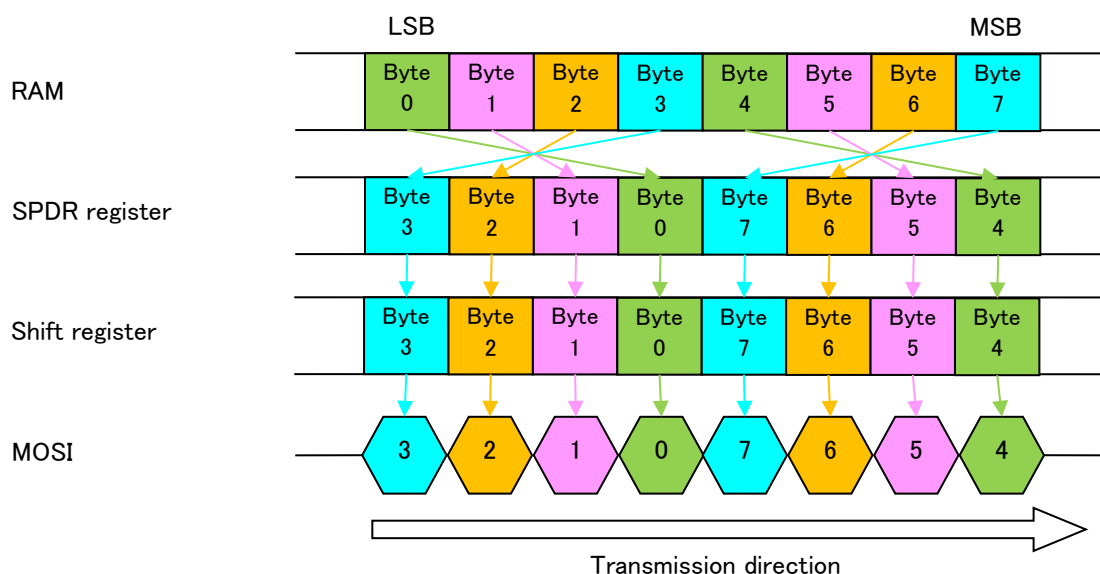 LSB MSB
RAM
Byte Byte Byte Byte Byte Byte Byte Byte
0 1 2 3 4 5 6 7
SPDR register
Byte Byte Byte Byte Byte Byte Byte Byte
3 2 1 0 7 6 5 4
Shift register
Byte Byte Byte Byte Byte Byte Byte Byte
3 2 1 0 7 6 5 4
MOSI
3 2 1 0 7 6 5 4
Transmission direction